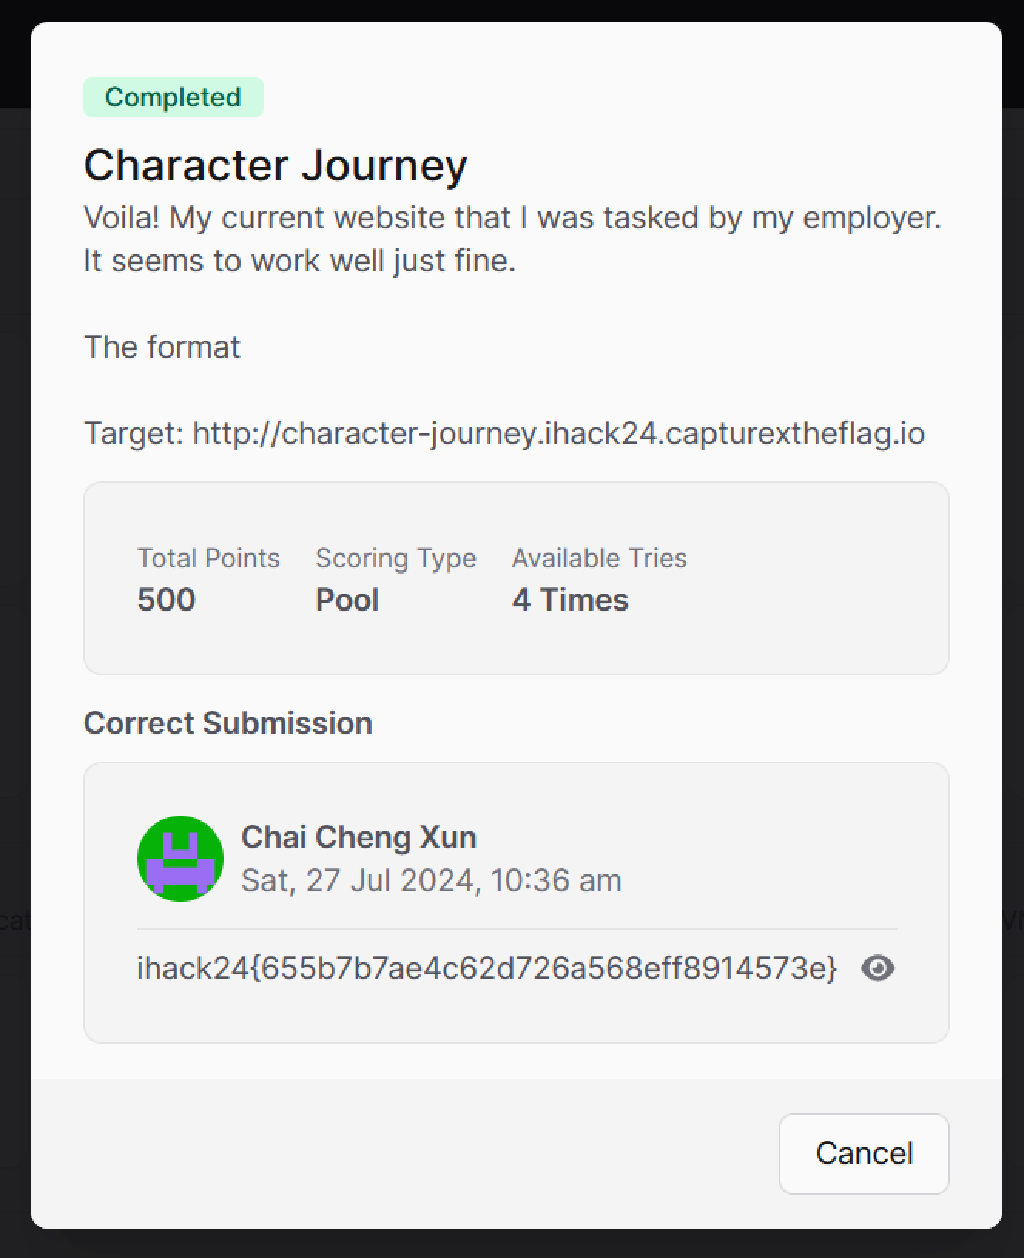 Completed
Character Journey
Voila! My current website that I was tasked by my employer.
It seems to work well just fine.
The format
Target: http://character-journey.ihack24.capturextheflag.io
Total Points Scoring Type Available Tries
500 Pool 4 Times
Correct Submission
Chai Cheng Xun
Sat, 27 Jul 2024, 10:36 am
ihack24{655b7b7ae4c62d726a568eff8914573e}
Cancel